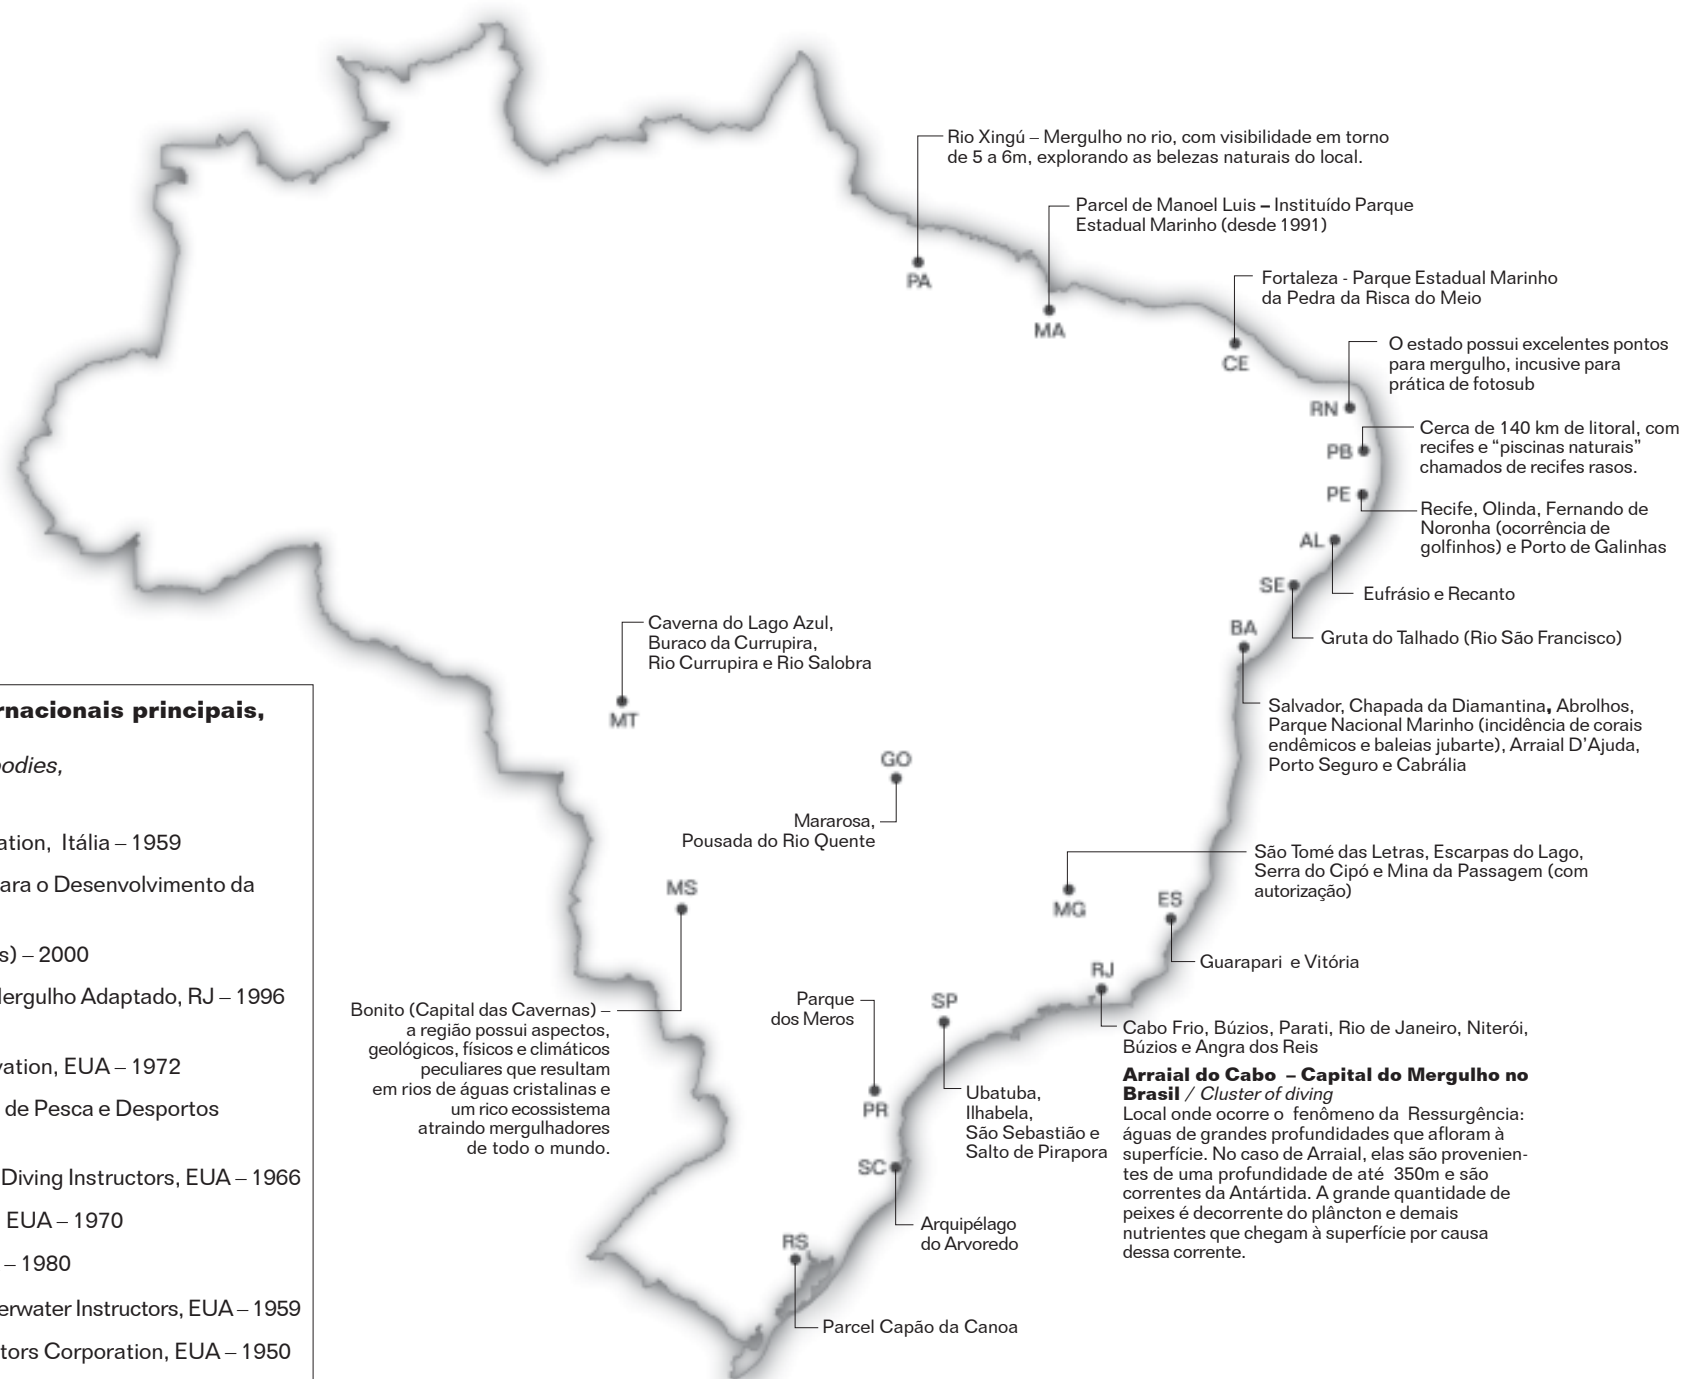 Rio Xingú – Mergulho no rio, com visibilidade em torno
de 5 a 6m, explorando as belezas naturais do local.
PA
Parcel de Manoel Luis – Instituído Parque
Estadual Marinho (desde 1991)
MA
Fortaleza - Parque Estadual Marinho
da Pedra da Risca do Meio
CE
O estado possui excelentes pontos
para mergulho, incusive para
prática de fotosub
RN
Cerca de 140 km de litoral, com
recifes e “piscinas naturais”
chamados de recifes rasos.
PB
PE
Recife, Olinda, Fernando de
Noronha (ocorrência de
golfinhos) e Porto de Galinhas
AL
Eufrásio e Recanto
SE
Gruta do Talhado (Rio São Francisco)
BA
Salvador, Chapada da Diamantina, Abrolhos,
Parque Nacional Marinho (incidência de corais
endêmicos e baleias jubarte), Arraial D’Ajuda,
Porto Seguro e Cabrália
Caverna do Lago Azul,
Buraco da Currupira,
Rio Currupira e Rio Salobra
MT
GO
Mararosa,
Pousada do Rio Quente
São Tomé das Letras, Escarpas do Lago,
Serra do Cipó e Mina da Passagem (com
autorização)
MG
ES
Guarapari e Vitória
MS
Bonito (Capital das Cavernas) –
a região possui aspectos,
geológicos, físicos e climáticos
peculiares que resultam
em rios de águas cristalinas e
um rico ecossistema
atraindo mergulhadores
de todo o mundo.
RJ
Cabo Frio, Búzios, Parati, Rio de Janeiro, Niterói,
Búzios e Angra dos Reis
Arraial do Cabo – Capital do Mergulho no
Brasil / Cluster of diving
Local onde ocorre o fenômeno da Ressurgência:
águas de grandes profundidades que afloram à
superfície. No caso de Arraial, elas são provenien-
tes de uma profundidade de até 350m e são
correntes da Antártida. A grande quantidade de
peixes é decorrente do plâncton e demais
nutrientes que chegam à superfície por causa
dessa corrente.
SP
Ubatuba,
Ilhabela,
São Sebastião e
Salto de Pirapora
Parque
dos Meros
PR
SC
Arquipélago
do Arvoredo
RS
Parcel Capão da Canoa
rnacionais principais,
odies,
ation, Itália – 1959
ara o Desenvolvimento da
s) – 2000
Mergulho Adaptado, RJ – 1996
vation, EUA – 1972
de Pesca e Desportos
Diving Instructors, EUA – 1966
EUA – 1970
– 1980
erwater Instructors, EUA – 1959
tors Corporation, EUA – 1950